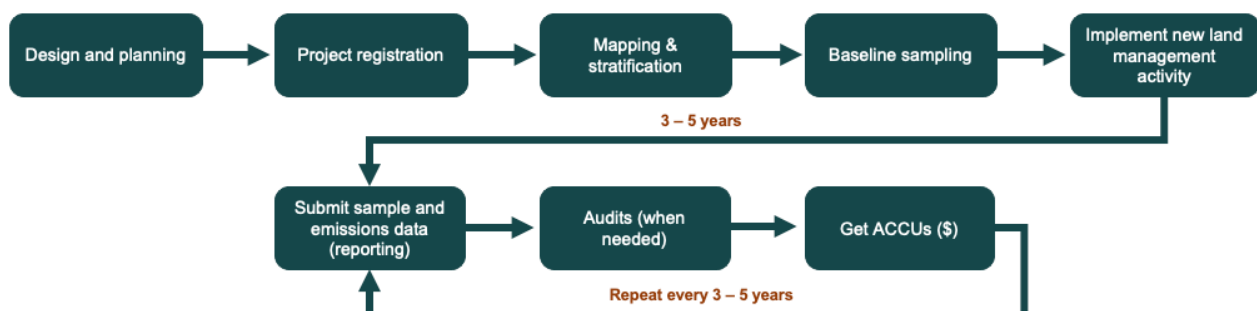 Design and planning
Project registration
Mapping &
stratification
Baseline sampling
Implement new land
management
activity
3 – 5 years
Submit sample and
emissions data
(reporting)
Audits (when
needed)
Get ACCUs ($)
Repeat every 3 – 5 years